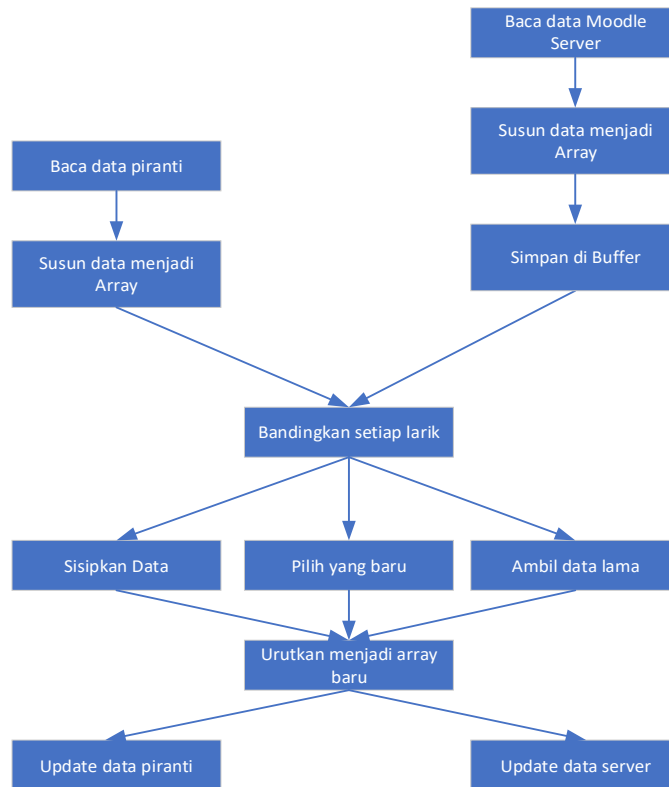 Baca data Moodle
Server
Susun data menjadi
Array
Baca data piranti
Simpan di Buffer
Susun data menjadi
Array
Bandingkan setiap larik
Sisipkan Data
Pilih yang baru
Ambil data lama
Urutkan menjadi array
baru
Update data piranti
Update data server